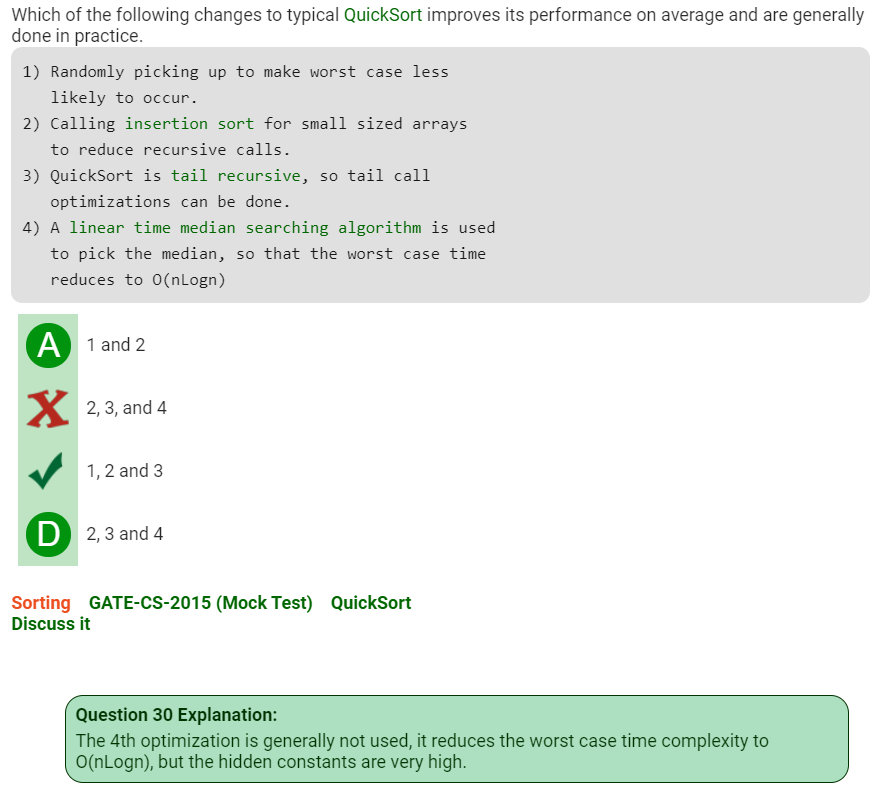 Which of the following changes to typical QuickSort improves its performance on average and are generally
done in practice.
1) Randomly picking up to make worst case less
likely to occur.
2) Calling insertion sort for small sized arrays
to reduce recursive calls.
3) QuickSort is tail recursive, so tail call
optimizations can be done.
4) A linear time median searching algorithm is used
to pick the median, so that the worst case time
reduces to O(nLogn)
A 1 and 2
2, 3, and 4
1, 2 and 3
D 2, 3 and 4
Sorting GATE-CS-2015 (Mock Test) QuickSort
Discuss it
Question 30 Explanation:
The 4th optimization is generally not used, it reduces the worst case time complexity to
O(nLogn), but the hidden constants are very high.